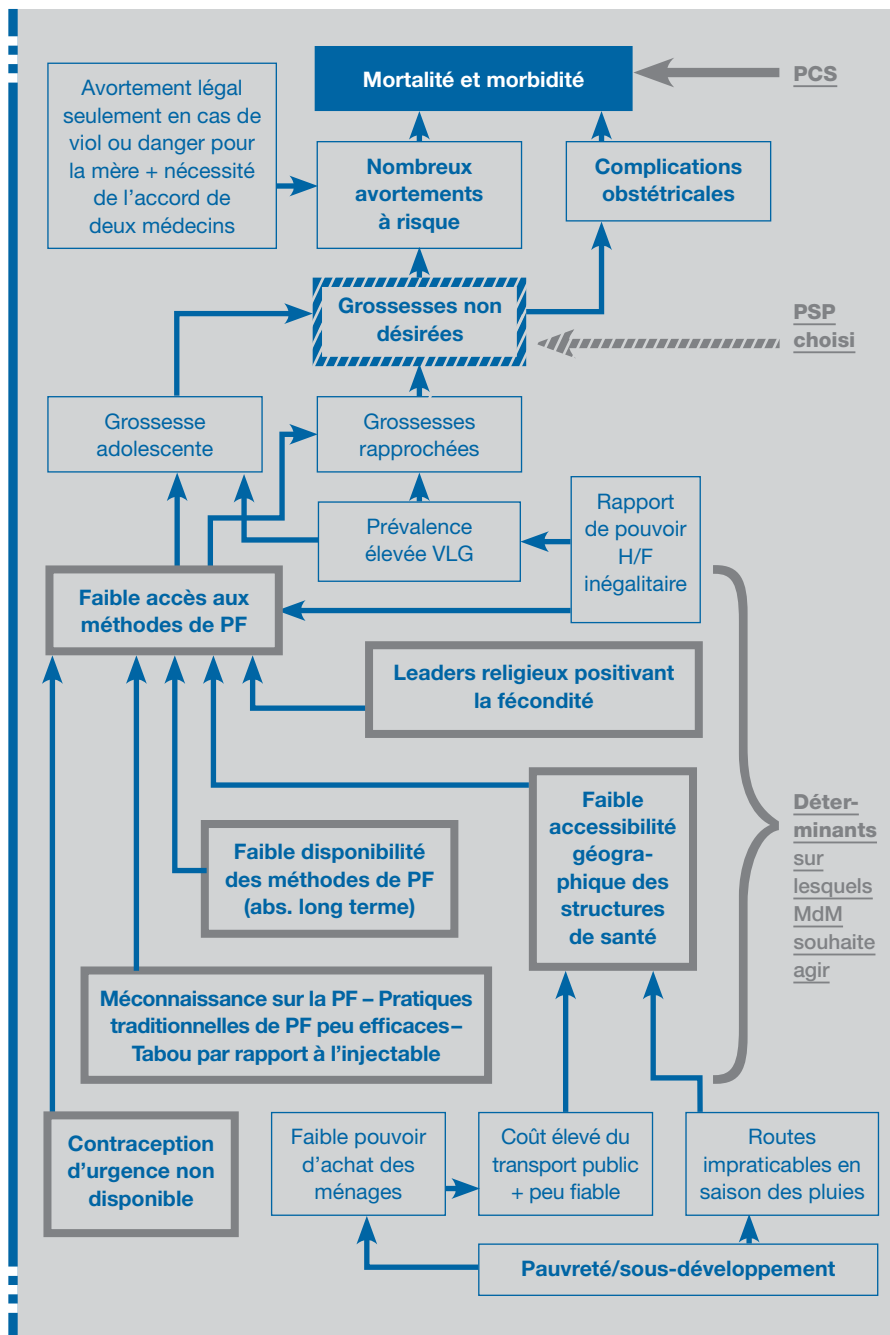 Mortalité et morbidité
PCS
Avortement légal
seulement en cas de
viol ou danger pour
la mère + nécessité
de l'accord de
deux médecins
Nombreux
avortements
à risque
Complications
obstétricales
Grossesses non
désirées
PSP
choisi
Grossesse
adolescente
Grossesses
rapprochées
Prévalence
élevée VLG
Rapport
de pouvoir
H/F
inégalitaire
Faible accès aux
méthodes de PF
Leaders religieux positivant
la fécondité
Faible
accessibilité
géogra-
phique des
structures
de santé
Déter-
minants
sur
lesquels
MdM
souhaite
agir
Faible disponibilité
des méthodes de PF
(abs. long terme)
Méconnaissance sur la PF – Pratiques
traditionnelles de PF peu efficaces–
Tabou par rapport à l'injectable
Contraception
d'urgence non
disponible
Faible pouvoir
d'achat des
ménages
Coût élevé du
transport public
+ peu fiable
Routes
impraticables en
saison des pluies
Pauvreté/sous-développement